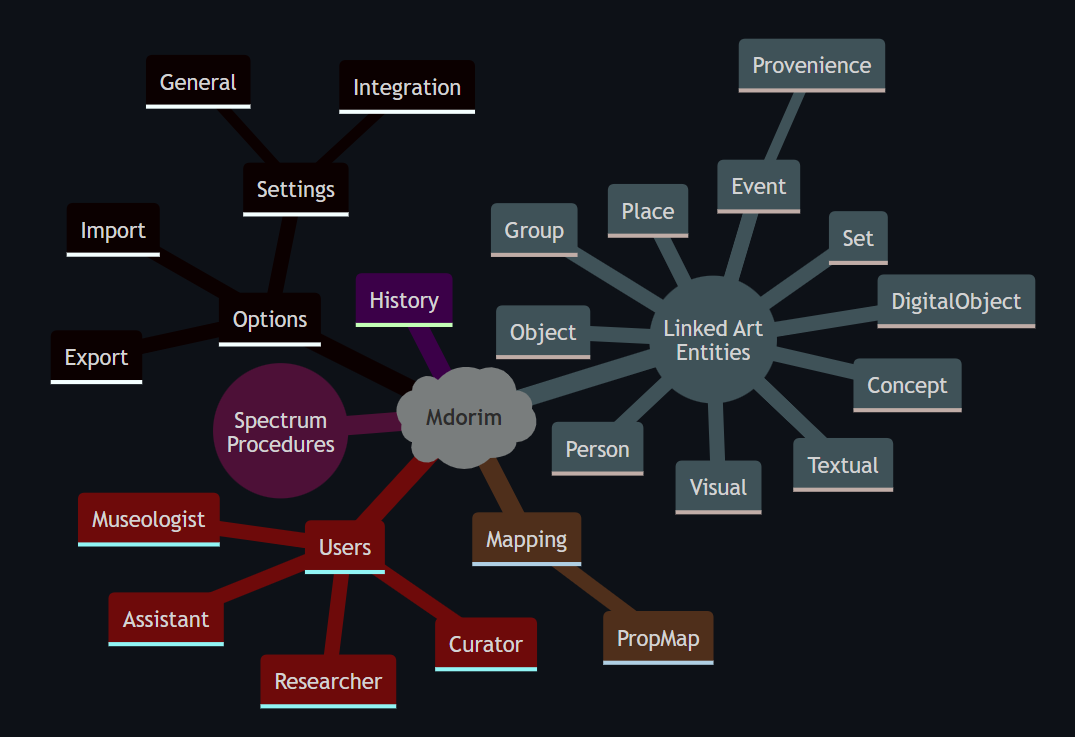 Provenience
General
Integration
Event
Settings
Place
Import
Group
Set
History
DigitalObject
Options
Object
Linked Art
Entities
Export
Concept
Spectrum
Procedures
Mdorim
Person
Textual
Visual
Museologist
Mapping
Users
Assistant
PropMap
Curator
Researcher